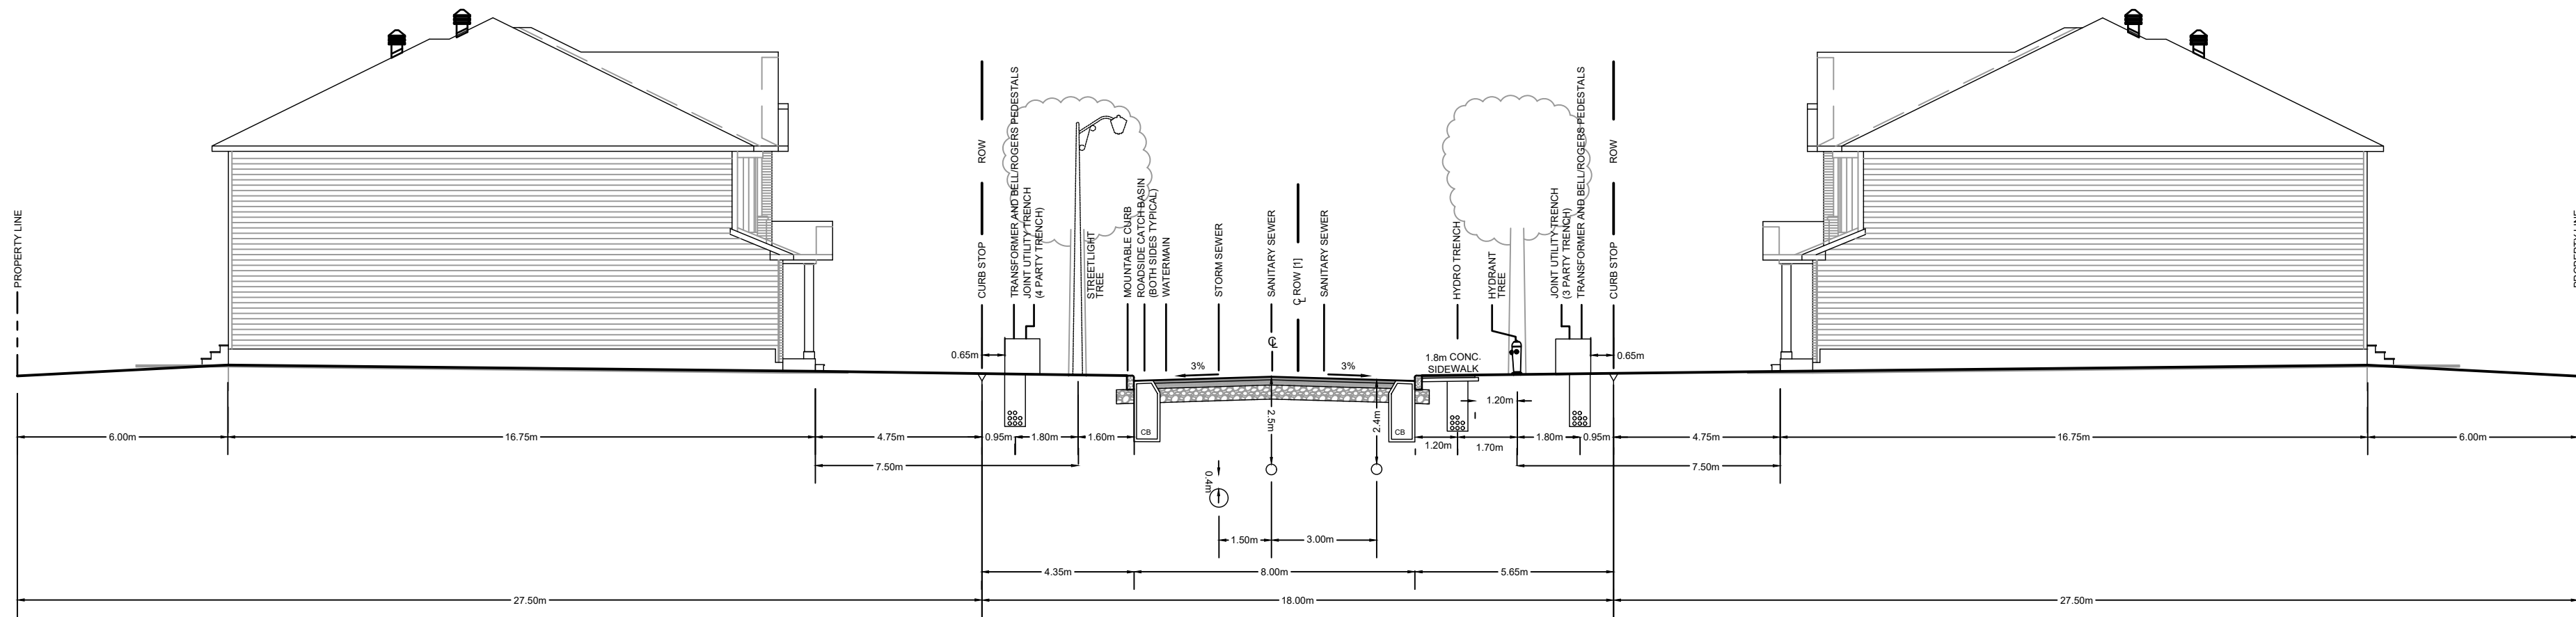 PROPERTY LINE
ROW
CURB STOP
TRANSFORMER AND BELL/ROGERS PEDESTALS
JOINT UTILITY TRENCH
(4 PARTY TRENCH)
STREETLIGHT
TREE
MOUNTABLE CURB
ROADSIDE CATCH BASIN
(BOTH SIDES TYPICAL)
WATERMAIN
STORM SEWER
SANITARY SEWER
℄ ROW [1]
SANITARY SEWER
HYDRO TRENCH
HYDRANT
TREE
JOINT UTILITY TRENCH
(3 PARTY TRENCH)
TRANSFORMER AND BELL/ROGERS PEDESTALS
ROW
CURB STOP
PROPERTY LINE
℄
0.65m
3%
3%
1.8m CONC.
SIDEWALK
0.65m
1.20m
2.5m
2.4m
CB
CB
6.00m
16.75m
4.75m
0.95m
1.80m
1.60m
1.20m
1.70m
1.80m
0.95m
4.75m
16.75m
6.00m
7.50m
7.50m
0.4m
1.50m
3.00m
4.35m
8.00m
5.65m
27.50m
18.00m
27.50m